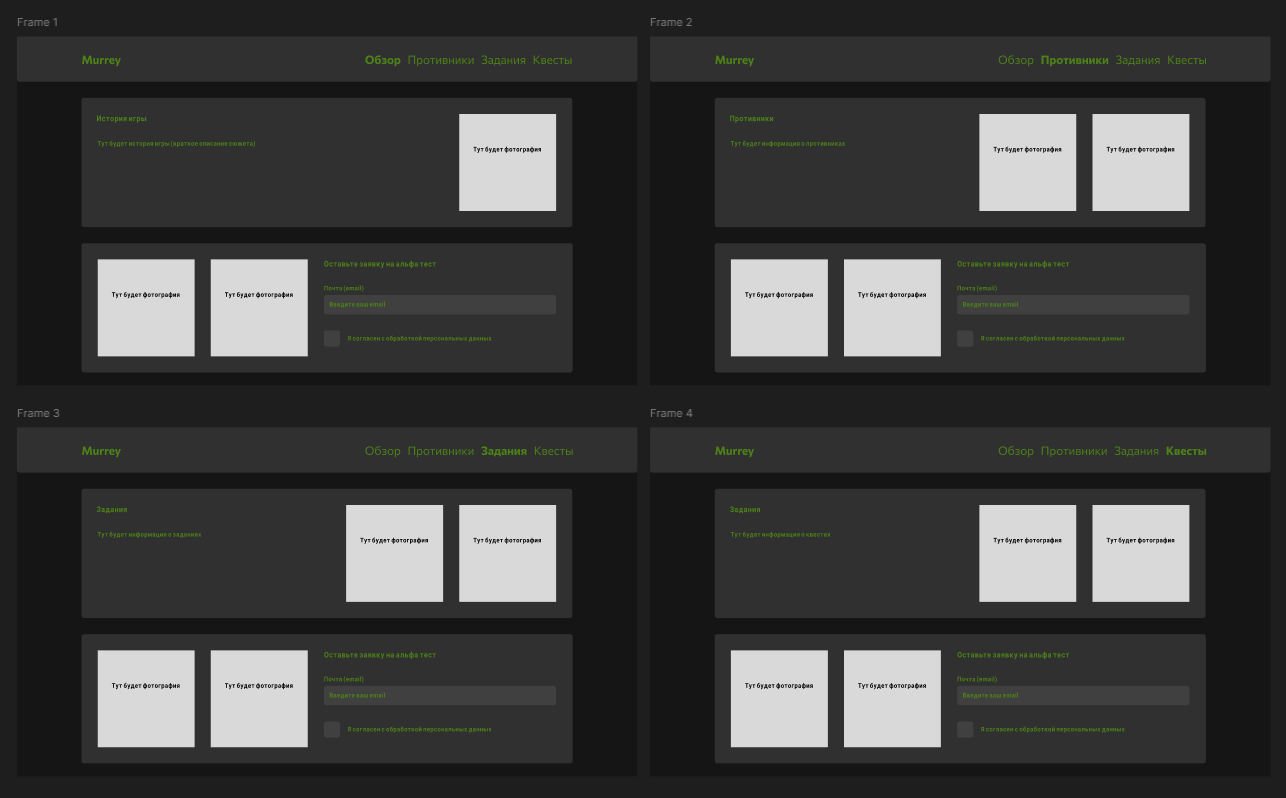 Frame 1
Murrey
Обзор Противники Задания Квесты
История игры
Тут будет история игры (краткое описание сюжета)
Тут будет фотография
Тут будет фотография
Тут будет фотография
Оставьте заявку на альфа тест
Почта (email)
Введите ваш email
Я согласен с обработкой персональных данных
Frame 2
Murrey
Обзор Противники Задания Квесты
Противники
Тут будет информация о противниках
Тут будет фотография
Тут будет фотография
Тут будет фотография
Тут будет фотография
Оставьте заявку на альфа тест
Почта (email)
Введите ваш email
Я согласен с обработкой персональных данных
Frame 3
Murrey
Обзор Противники Задания Квесты
Задания
Тут будет информация о заданиях
Тут будет фотография
Тут будет фотография
Тут будет фотография
Тут будет фотография
Оставьте заявку на альфа тест
Почта (email)
Введите ваш email
Я согласен с обработкой персональных данных
Frame 4
Murrey
Обзор Противники Задания Квесты
Задания
Тут будет информация о квестах
Тут будет фотография
Тут будет фотография
Тут будет фотография
Тут будет фотография
Оставьте заявку на альфа тест
Почта (email)
Введите ваш email
Я согласен с обработкой персональных данных